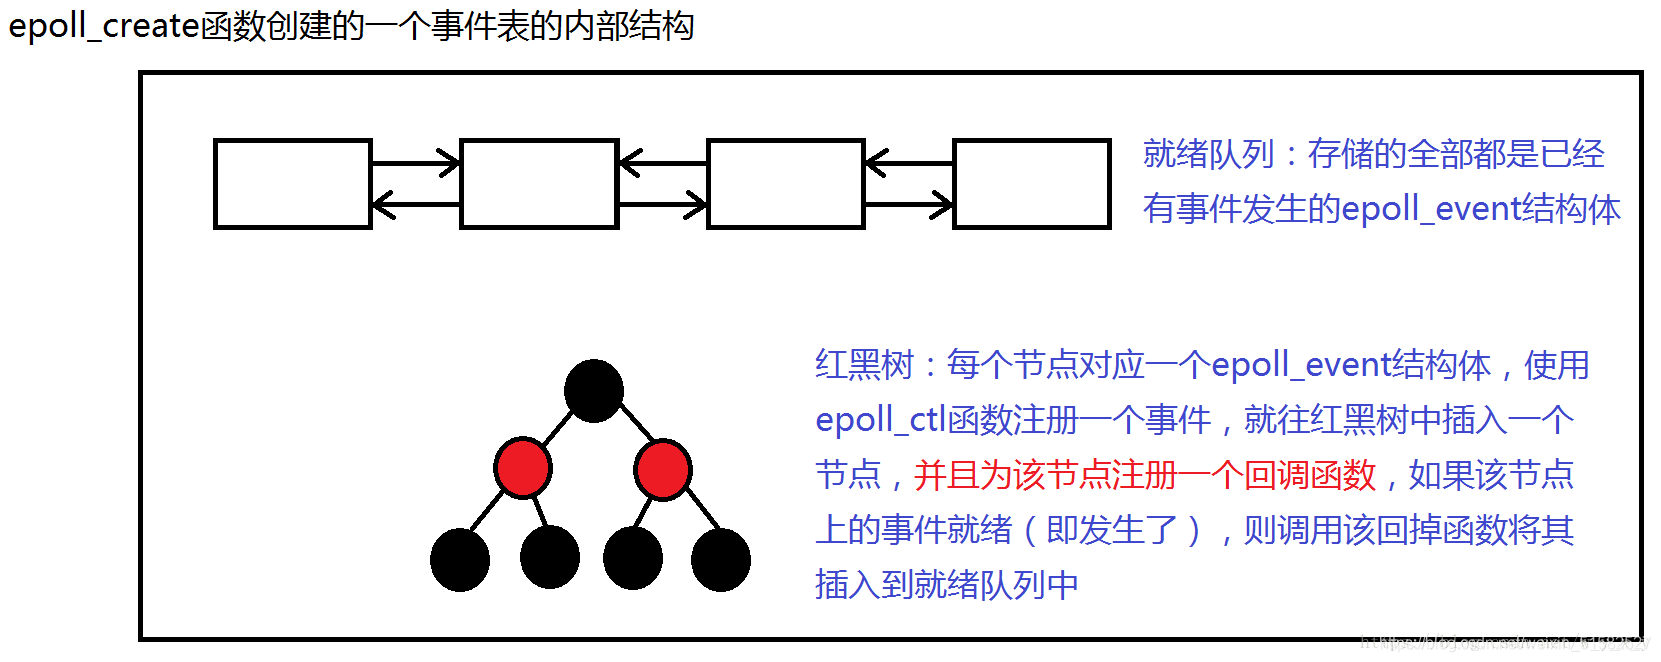 epoll_create函数创建的一个事件表的内部结构
就绪队列：存储的全部都是已经
有事件发生的epoll_event结构体
红黑树：每个节点对应一个epoll_event结构体，使用
epoll_ctl函数注册一个事件，就往红黑树中插入一个
节点，并且为该节点注册一个回调函数，如果该节点
上的事件就绪（即发生了），则调用该回掉函数将其
插入到就绪队列中